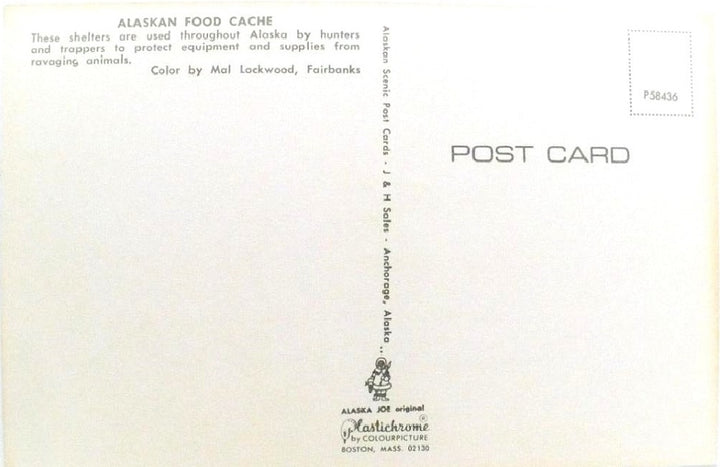 ALASKAN FOOD CACHE
These shelters are used throughout Alaska by hunters
and trappers to protect equipment and supplies from
ravaging animals.
Color by Mal Lockwood, Fairbanks
Alaskan Scenic Post Cards - J & H Sales - Anchorage, Alaska
P58436
POST CARD
ALASKA JOE original
Plastichrome®
by COLOURPICTURE
BOSTON, MASS. 02130